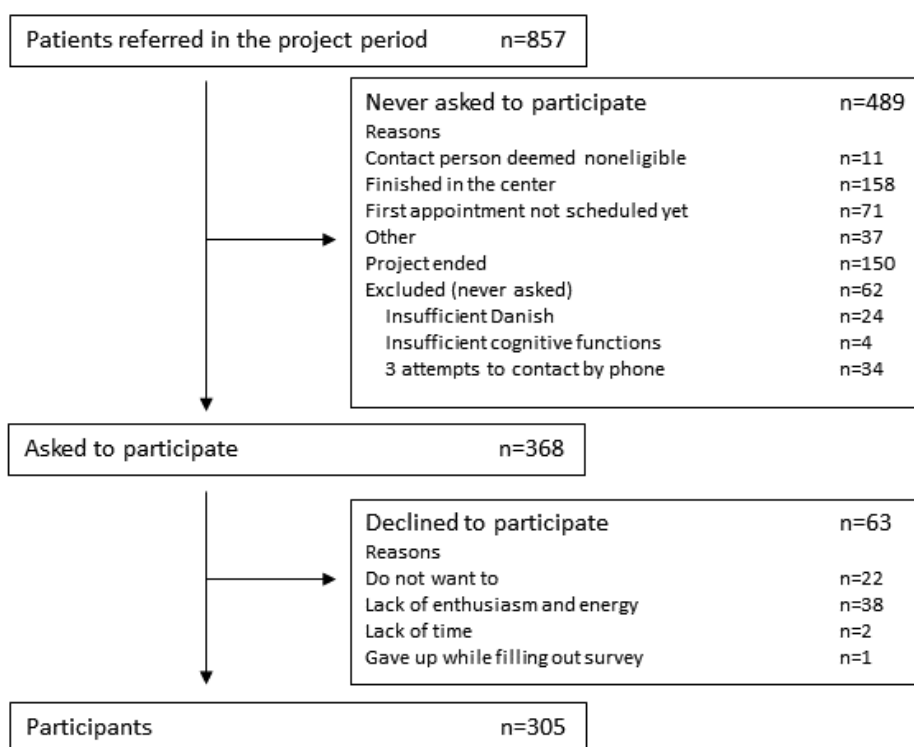 Patients referred in the project period n=857
Never asked to participate n=489
Reasons
Contact person deemed noneligible n=11
Finished in the center n=158
First appointment not scheduled yet n=71
Other n=37
Project ended n=150
Excluded (never asked) n=62
Insufficient Danish n=24
Insufficient cognitive functions n=4
3 attempts to contact by phone n=34
Asked to participate n=368
Declined to participate n=63
Reasons
Do not want to n=22
Lack of enthusiasm and energy n=38
Lack of time n=2
Gave up while filling out survey n=1
Participants n=305